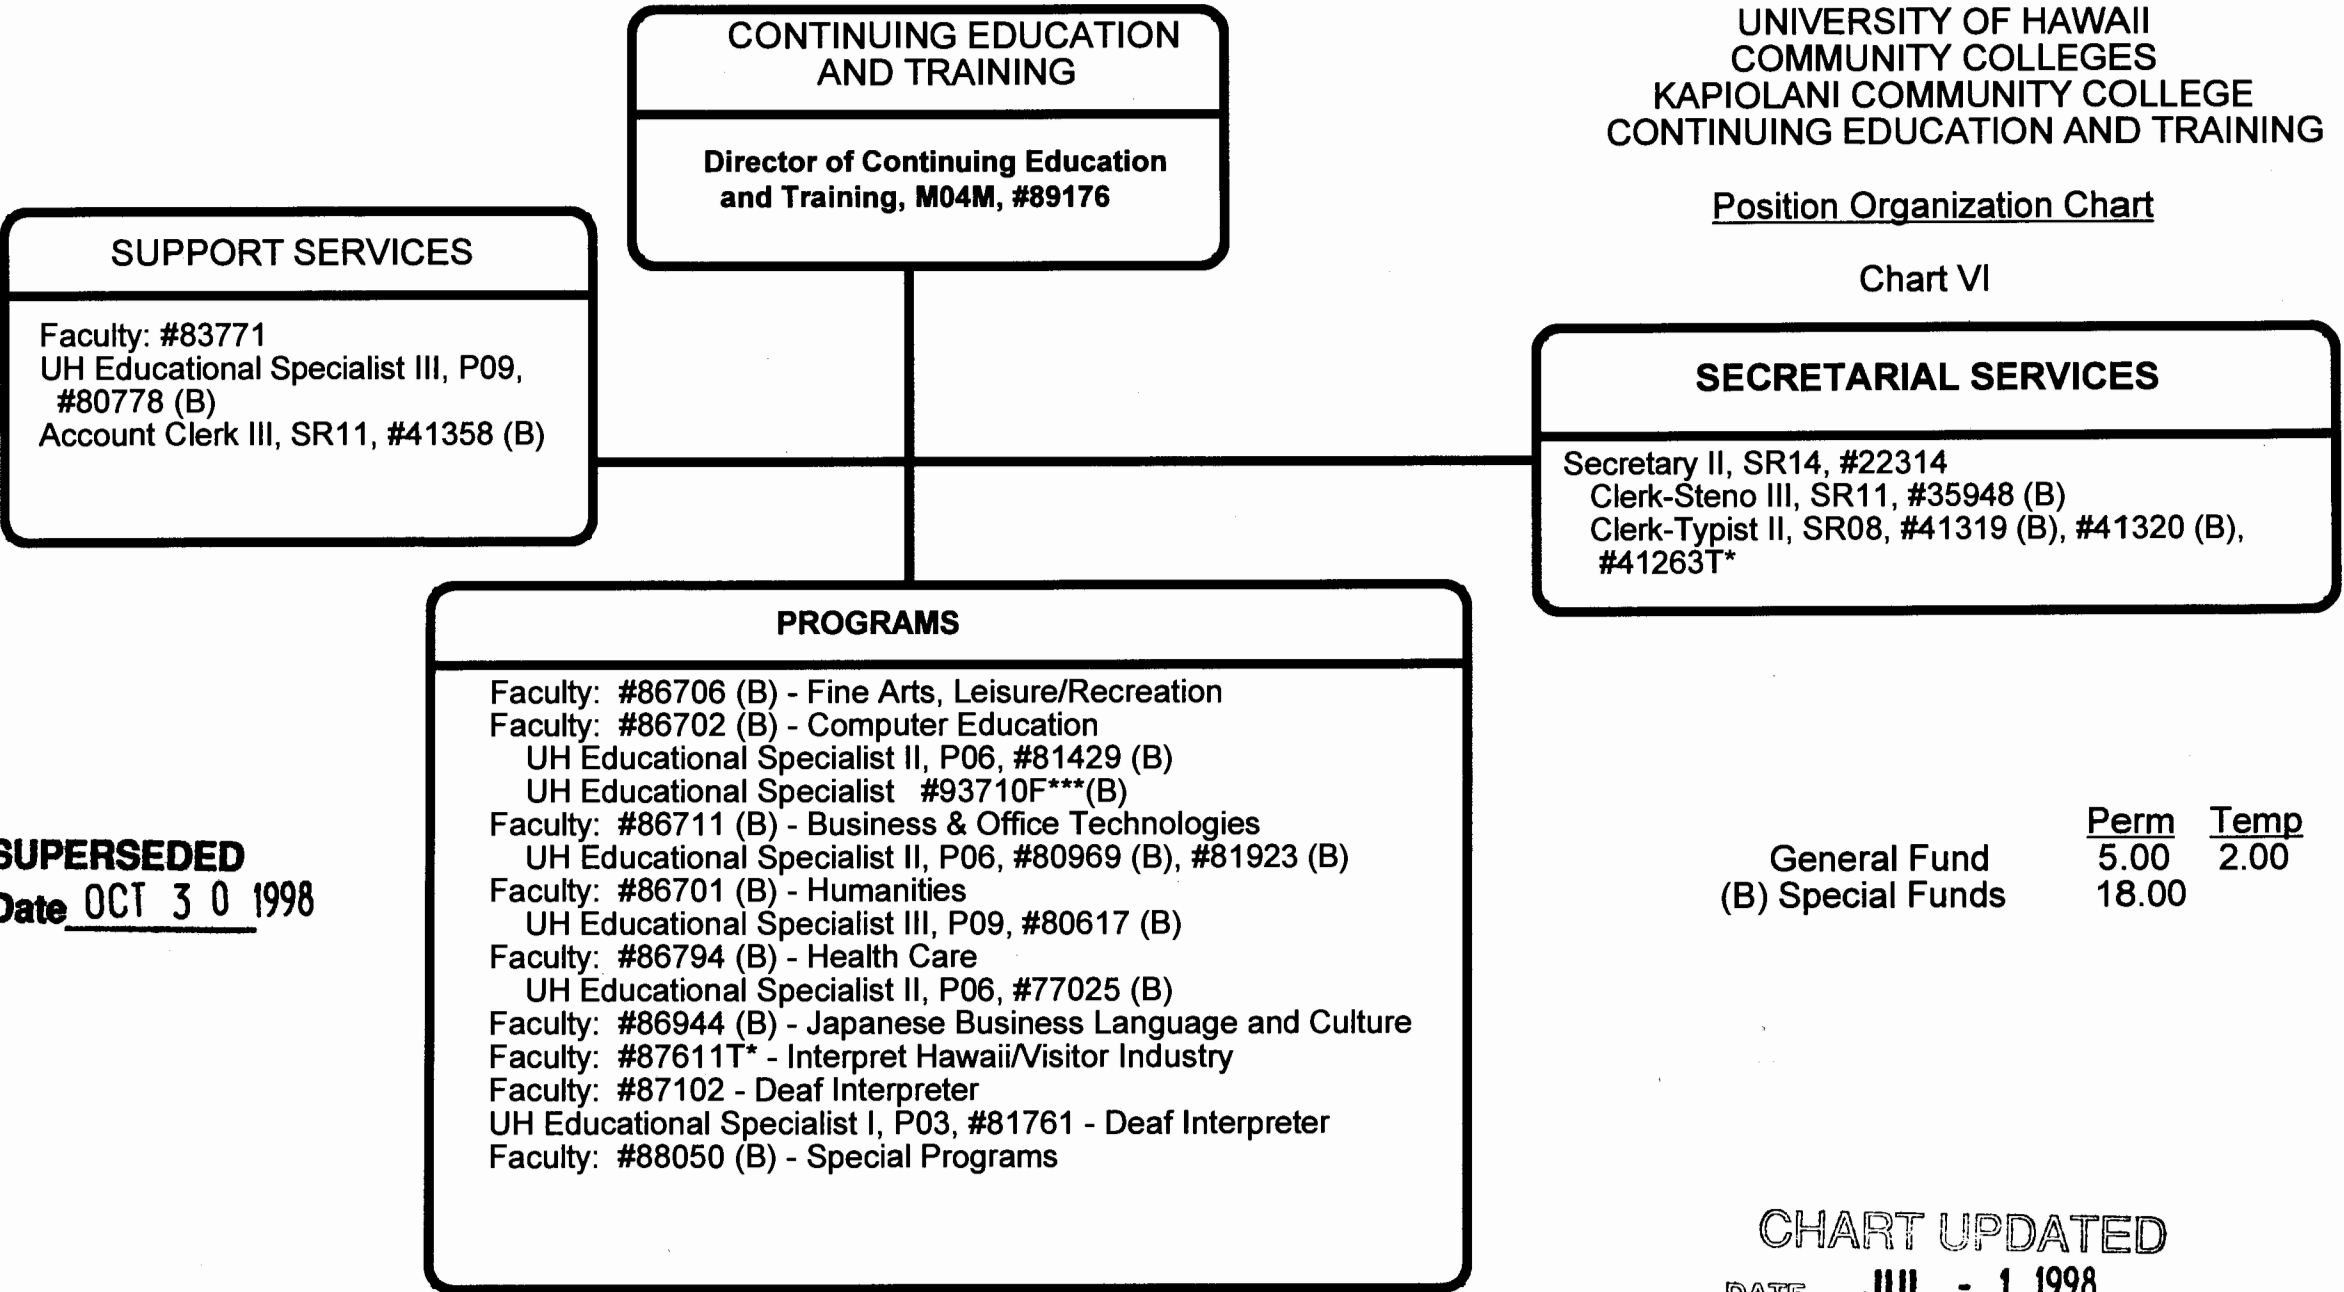 CONTINUING EDUCATION
AND TRAINING
Director of Continuing Education
and Training, M04M, #89176
UNIVERSITY OF HAWAII
COMMUNITY COLLEGES
KAPIOLANI COMMUNITY COLLEGE
CONTINUING EDUCATION AND TRAINING
Position Organization Chart
Chart VI
SUPPORT SERVICES
Faculty: #83771
UH Educational Specialist III, P09,
#80778 (B)
Account Clerk III, SR11, #41358 (B)
SECRETARIAL SERVICES
Secretary II, SR14, #22314
Clerk-Steno III, SR11, #35948 (B)
Clerk-Typist II, SR08, #41319 (B), #41320 (B),
#41263T*
PROGRAMS
Faculty: #86706 (B) - Fine Arts, Leisure/Recreation
Faculty: #86702 (B) - Computer Education
UH Educational Specialist II, P06, #81429 (B)
UH Educational Specialist #93710F***(B)
Faculty: #86711 (B) - Business & Office Technologies
UH Educational Specialist II, P06, #80969 (B), #81923 (B)
Faculty: #86701 (B) - Humanities
UH Educational Specialist III, P09, #80617 (B)
Faculty: #86794 (B) - Health Care
UH Educational Specialist II, P06, #77025 (B)
Faculty: #86944 (B) - Japanese Business Language and Culture
Faculty: #87611T* - Interpret Hawaii/Visitor Industry
Faculty: #87102 - Deaf Interpreter
UH Educational Specialist I, P03, #81761 - Deaf Interpreter
Faculty: #88050 (B) - Special Programs
SUPERSEDED
Date OCT 30 1998
Perm Temp
General Fund 5.00 2.00
(B) Special Funds 18.00
CHART UPDATED
DATE JUL - 1 1998